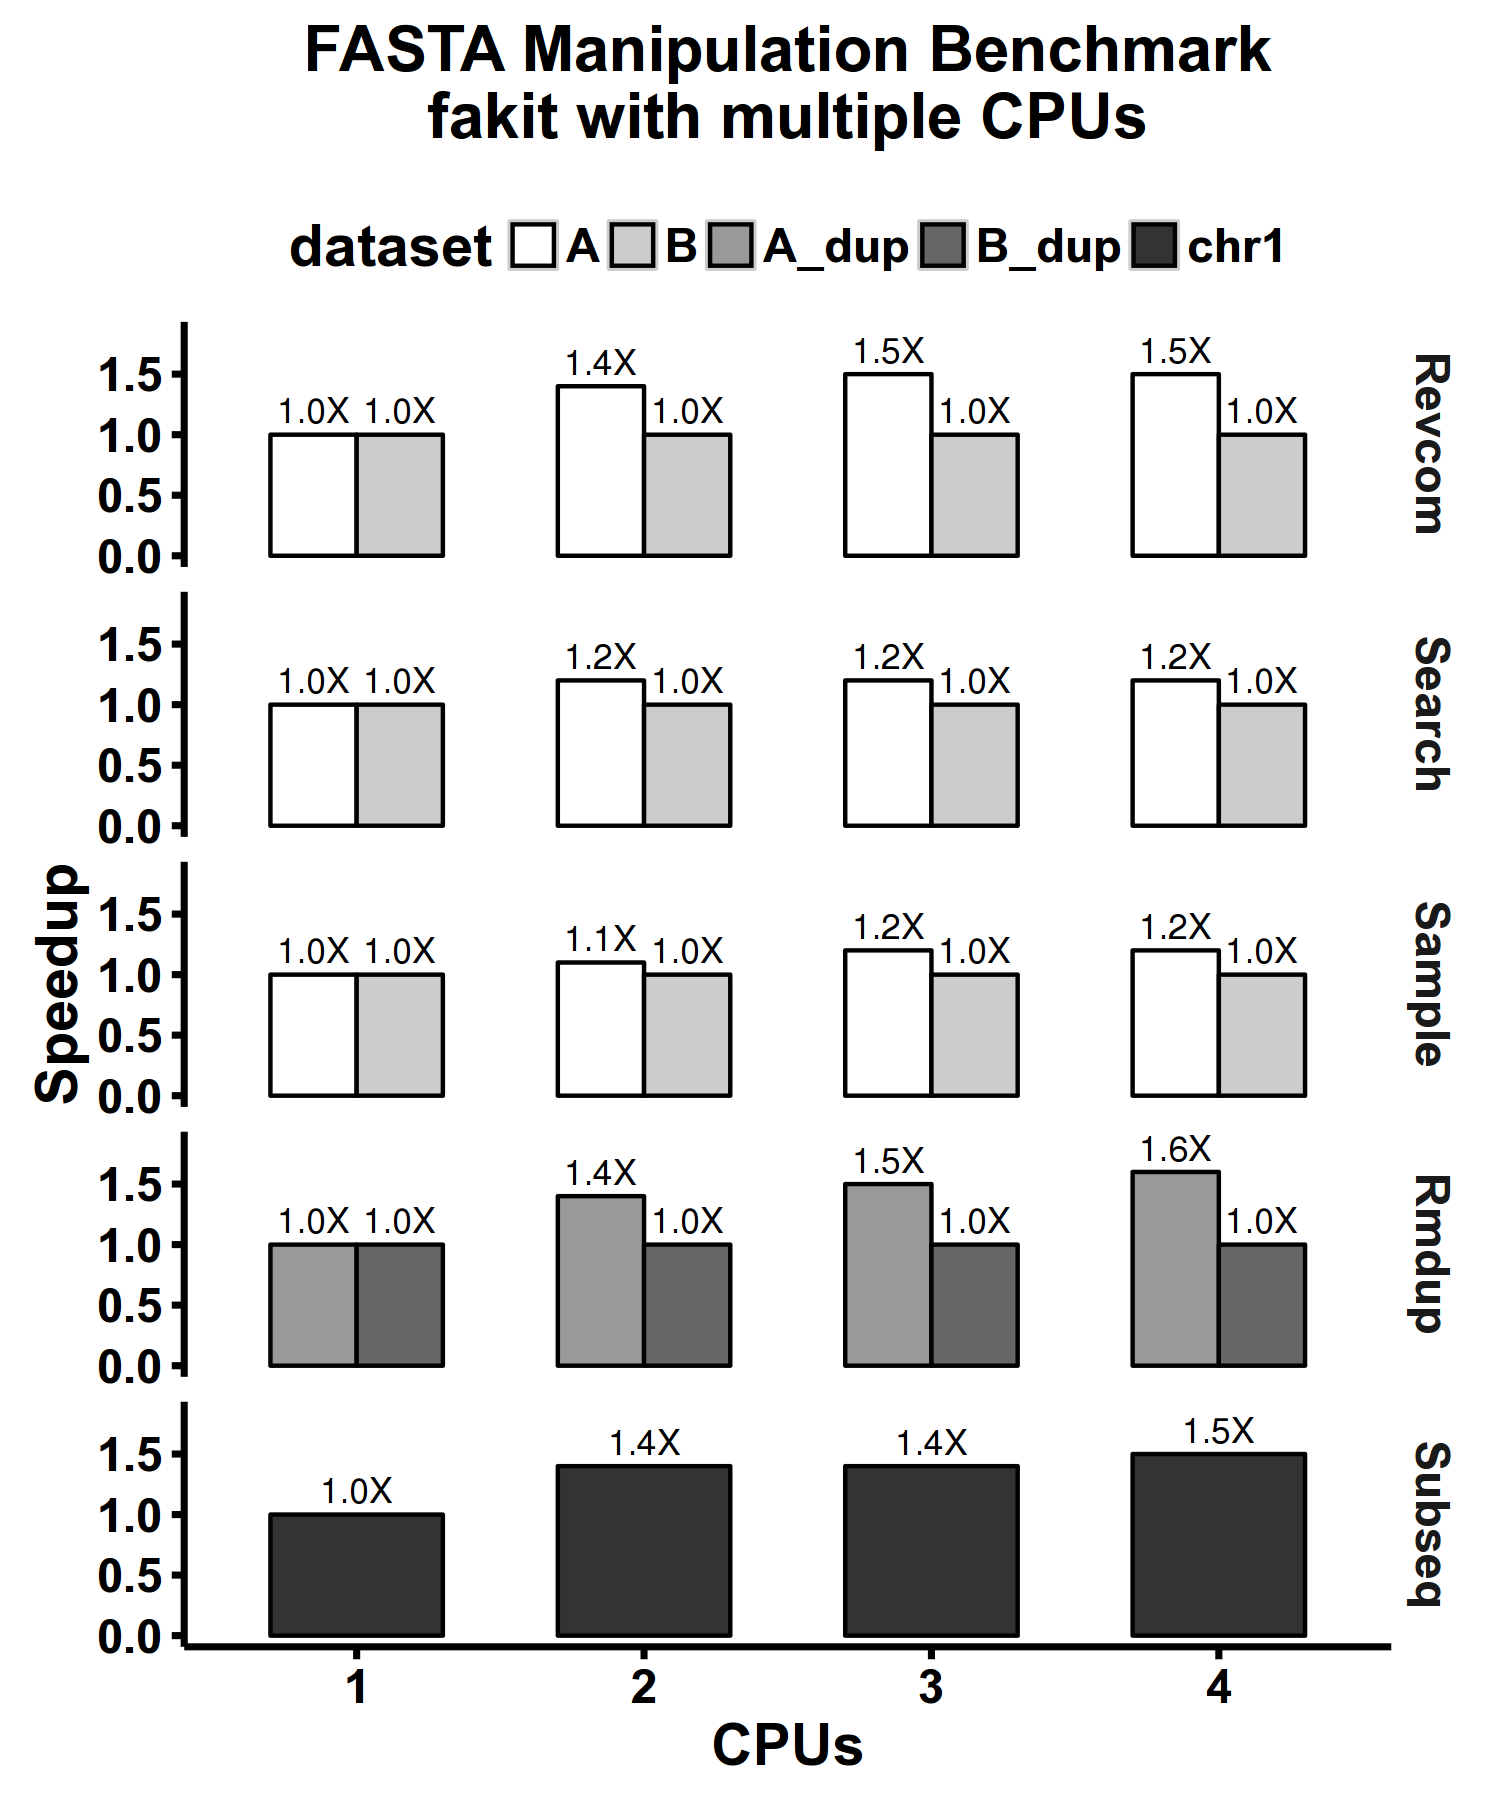 FASTA Manipulation Benchmark
fakit with multiple CPUs
dataset A B A_dup B_dup chr1
Speedup
1.5
1.0
0.5
0.0
1.0X 1.0X 1.4X 1.0X 1.5X 1.0X 1.5X 1.0X
Revcom
1.5
1.0
0.5
0.0
1.0X 1.0X 1.2X 1.0X 1.2X 1.0X 1.2X 1.0X
Search
1.5
1.0
0.5
0.0
1.0X 1.0X 1.1X 1.0X 1.2X 1.0X 1.2X 1.0X
Sample
1.5
1.0
0.5
0.0
1.0X 1.0X 1.4X 1.0X 1.5X 1.0X 1.6X 1.0X
Rmdup
1.5
1.0
0.5
0.0
1.0X 1.4X 1.4X 1.5X
Subseq
1 2 3 4
CPUs